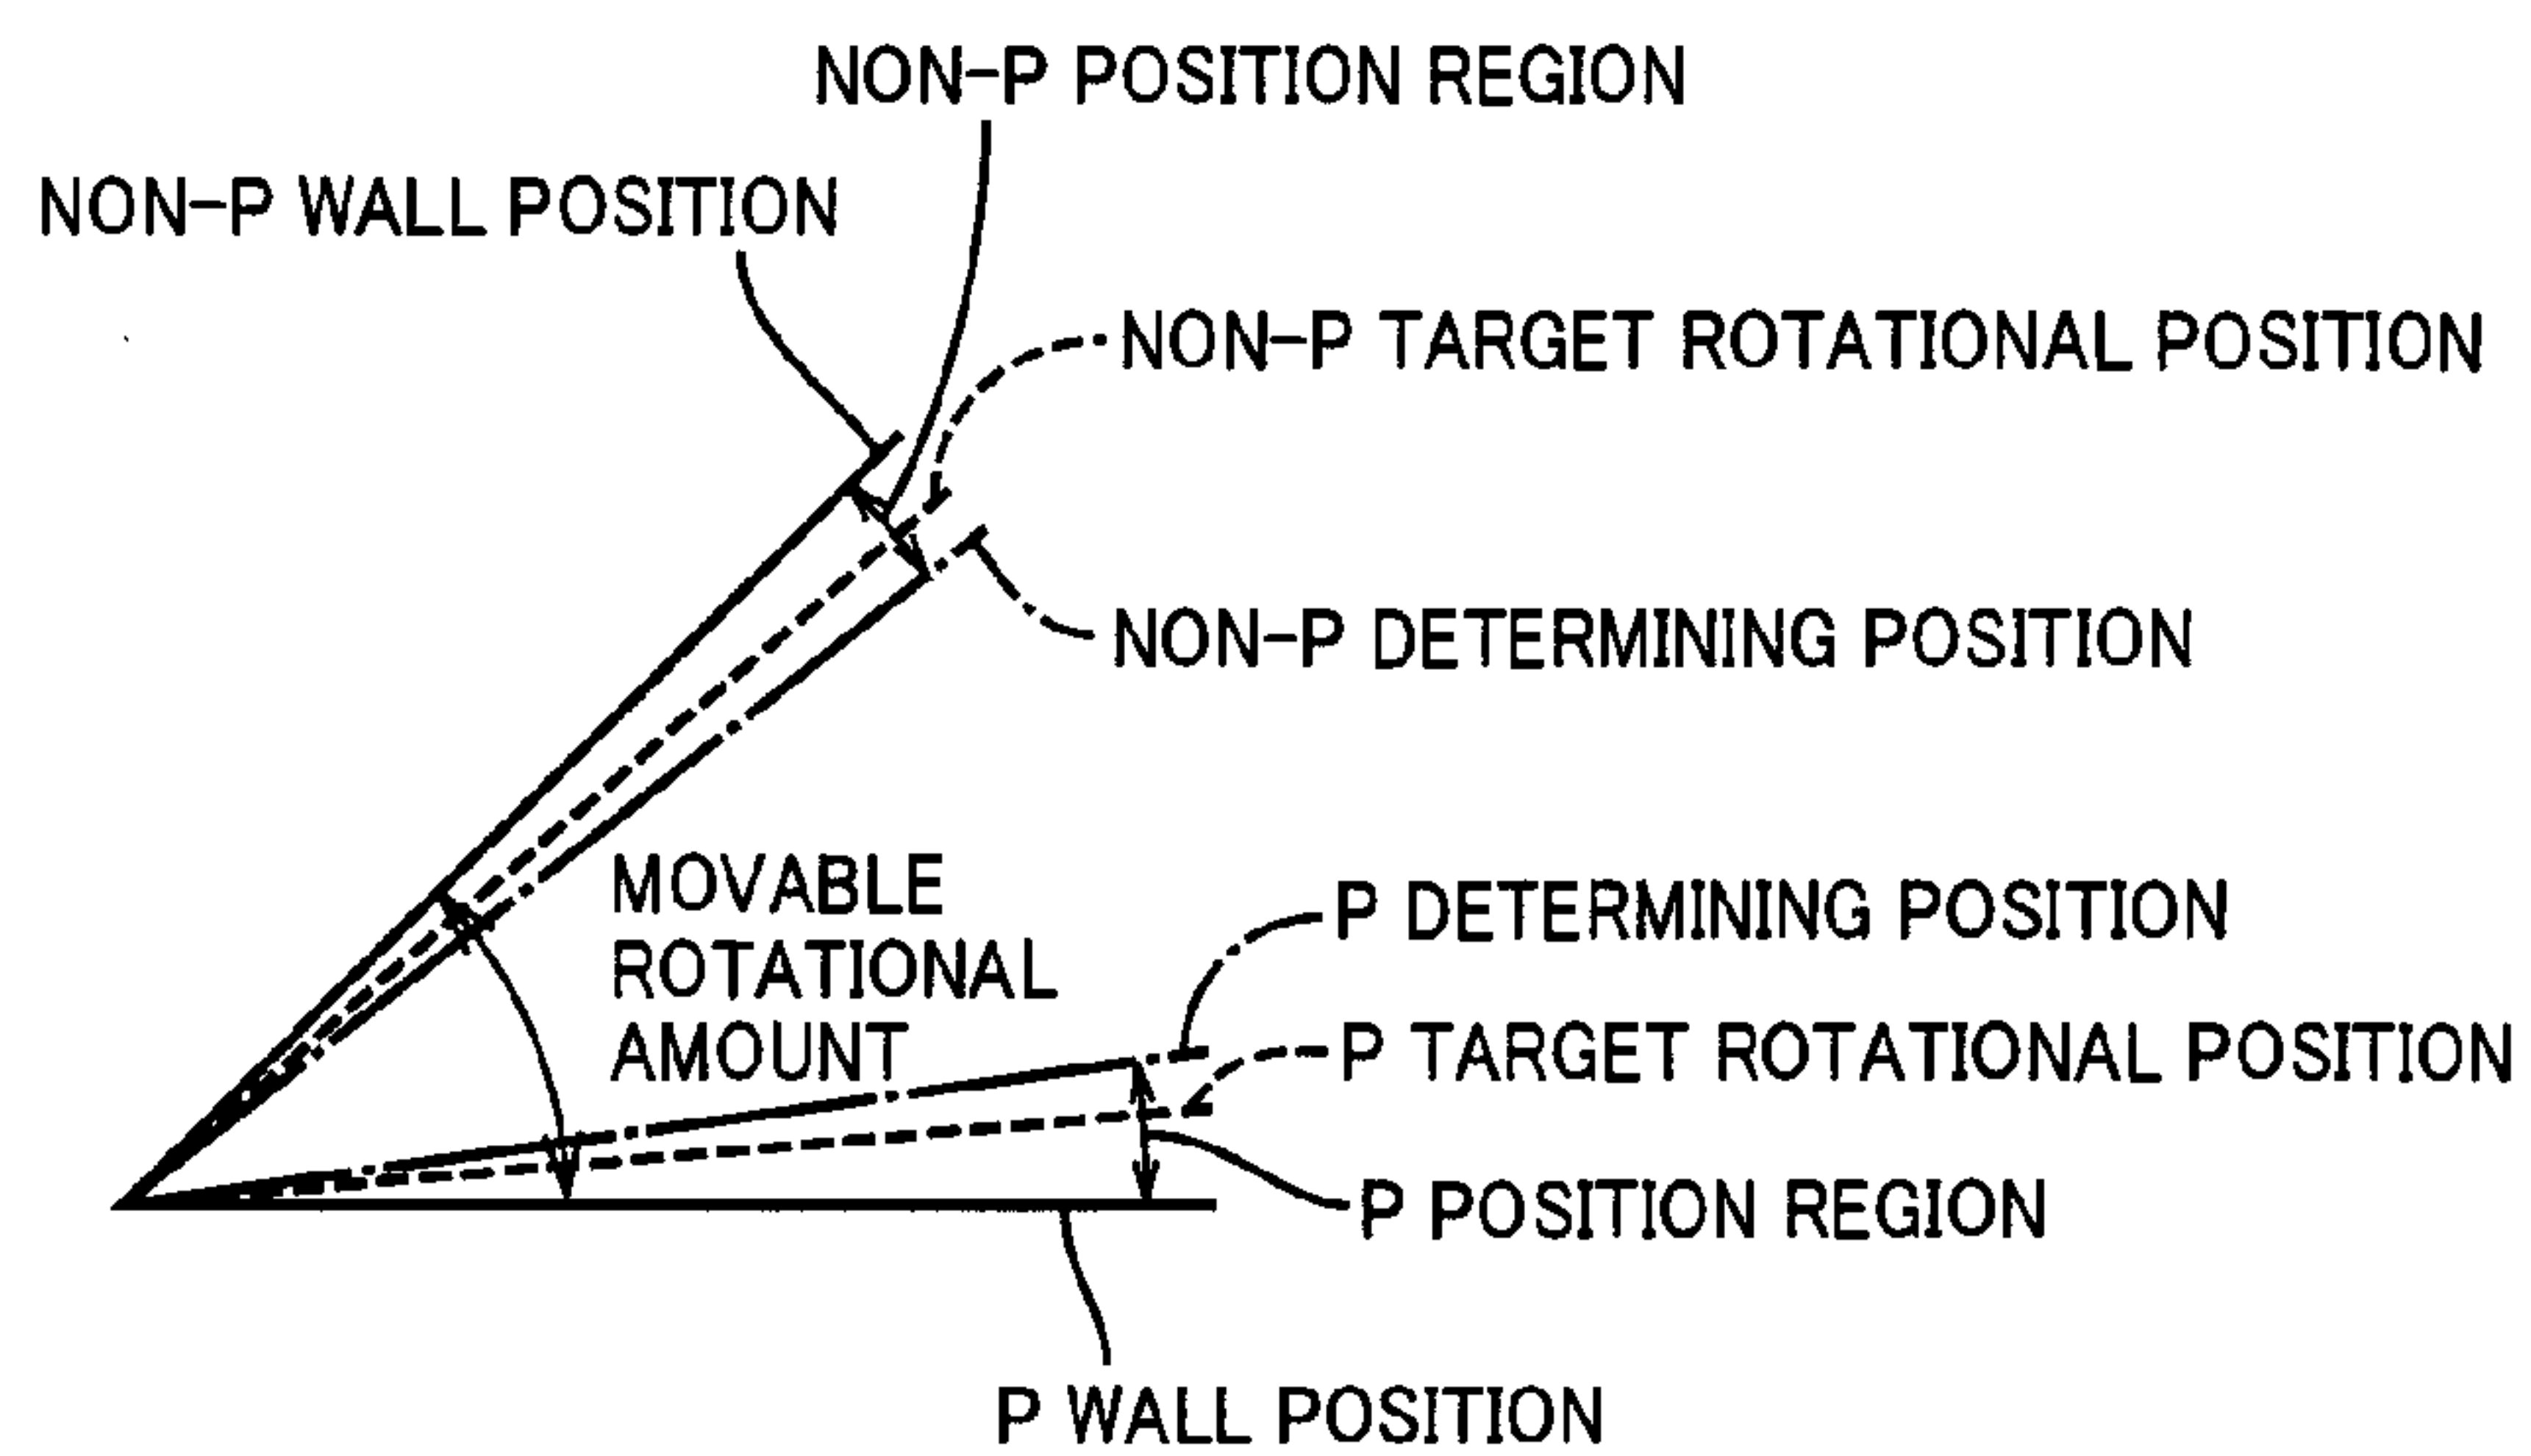 NON-P POSITION REGION
NON-P WALL POSITION
NON-P TARGET ROTATIONAL POSITION
NON-P DETERMINING POSITION
MOVABLE
ROTATIONAL
AMOUNT
P DETERMINING POSITION
P TARGET ROTATIONAL POSITION
P POSITION REGION
P WALL POSITION